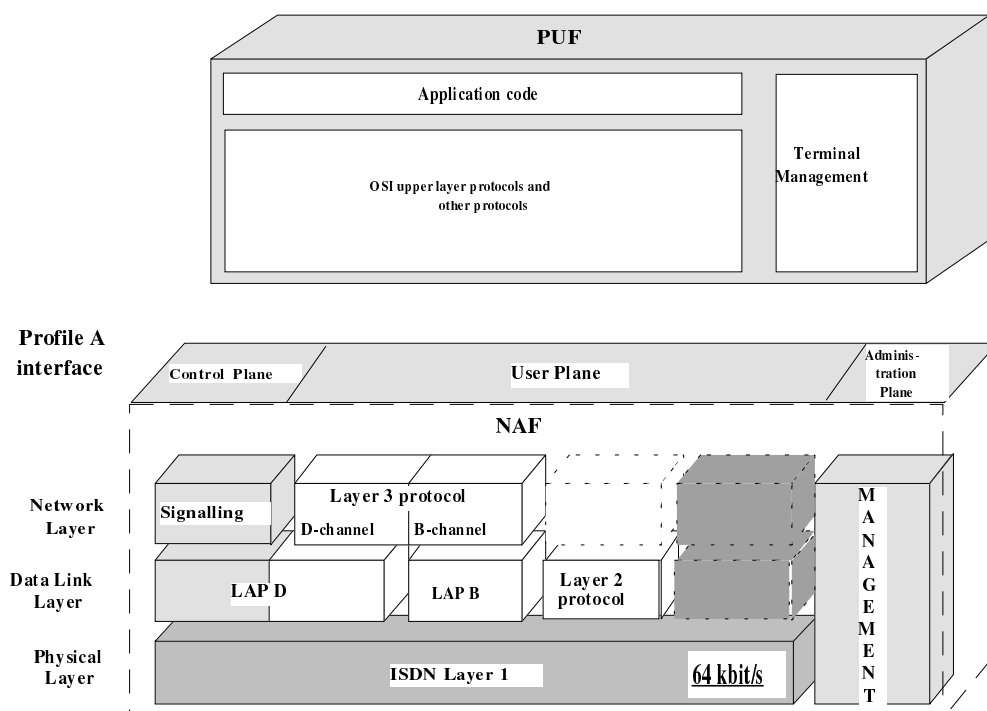 PUF
Application code
Terminal
Management
OSI upper layer protocols and
other protocols
Profile A
interface
Control Plane
User Plane
Adminis-
tration
Plane
NAF
Network
Layer
Signalling
Layer 3 protocol
D-channel
B-channel
Data Link
Layer
LAP D
LAP B
Layer 2
protocol
Physical
Layer
ISDN Layer 1
64 kbit/s
M
A
N
A
G
E
M
E
N
T